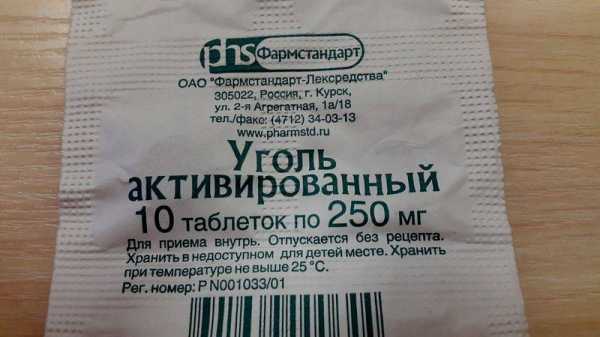 phs Фармстандарт
ОАО "Фармстандарт-Лексредства"
305022, Россия, г. Курск,
ул. 2-я Агрегатная, 1а/18
тел./факс: (4712) 34-03-13
www.pharmstd.ru
Уголь
активированный
10 таблеток по 250 мг
Для приема внутрь. Отпускается без рецепта.
Хранить в недоступном для детей месте. Хранить
при температуре не выше 25 °С.
Рег. номер: Р N001033/01